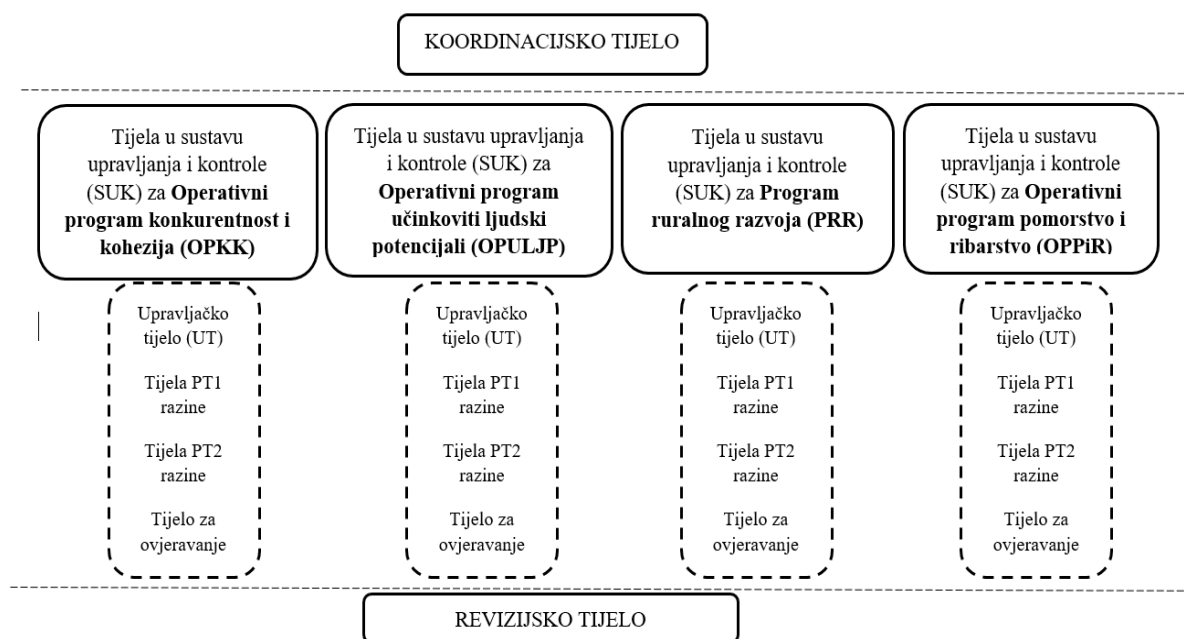 KOORDINACIJSKO TIJELO
Tijela u sustavu
upravljanja i kontrole
(SUK) za Operativni
program konkurentnost i
kohezija (OPKK)
Tijela u sustavu upravljanja
i kontrole (SUK) za
Operativni program
učinkoviti ljudski
potencijali (OPULJP)
Tijela u sustavu
upravljanja i kontrole
(SUK) za Program
ruralnog razvoja (PRR)
Tijela u sustavu
upravljanja i kontrole
(SUK) za Operativni
program pomorstvo i
ribarstvo (OPPiR)
Upravljačko
tijelo (UT)
Tijela PT1
razine
Tijela PT2
razine
Tijelo za
ovjeravanje
Upravljačko
tijelo (UT)
Tijela PT1
razine
Tijela PT2
razine
Tijelo za
ovjeravanje
Upravljačko
tijelo (UT)
Tijela PT1
razine
Tijela PT2
razine
Tijelo za
ovjeravanje
Upravljačko
tijelo (UT)
Tijela PT1
razine
Tijela PT2
razine
Tijelo za
ovjeravanje
REVIZIJSKO TIJELO